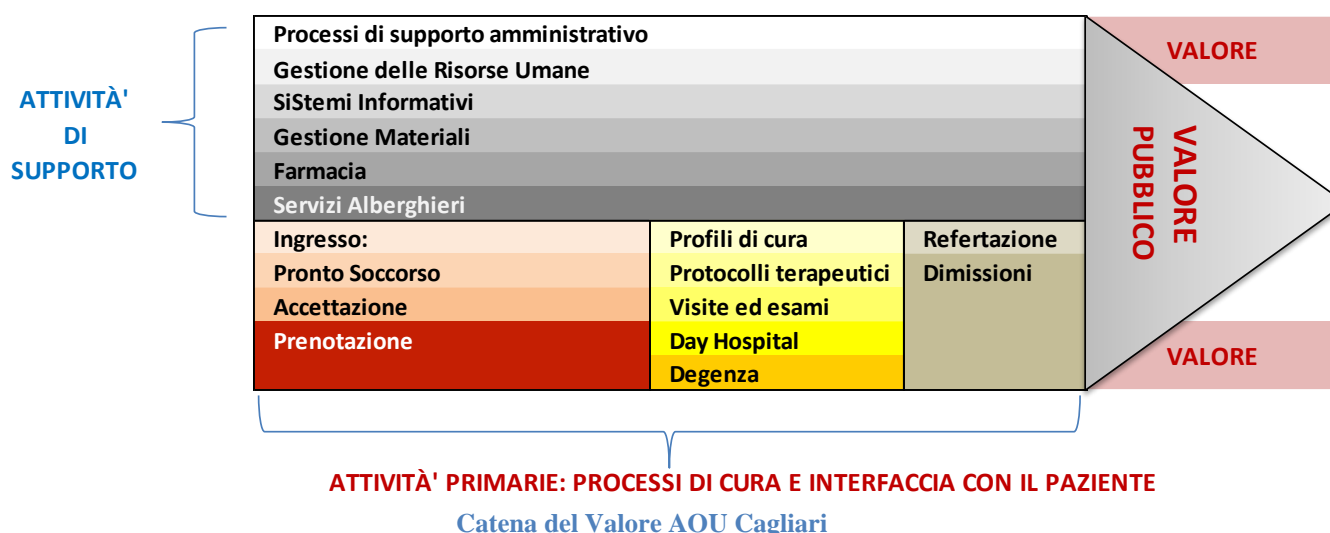 ATTIVITÀ'
DI
SUPPORTO
Processi di supporto amministrativo
Gestione delle Risorse Umane
SiStemi Informativi
Gestione Materiali
Farmacia
Servizi Alberghieri
Ingresso:
Pronto Soccorso
Accettazione
Prenotazione
Profili di cura
Protocolli terapeutici
Visite ed esami
Day Hospital
Degenza
Refertazione
Dimissioni
VALORE
PUBBLICO
VALORE
VALORE
ATTIVITÀ' PRIMARIE: PROCESSI DI CURA E INTERFACCIA CON IL PAZIENTE
Catena del Valore AOU Cagliari